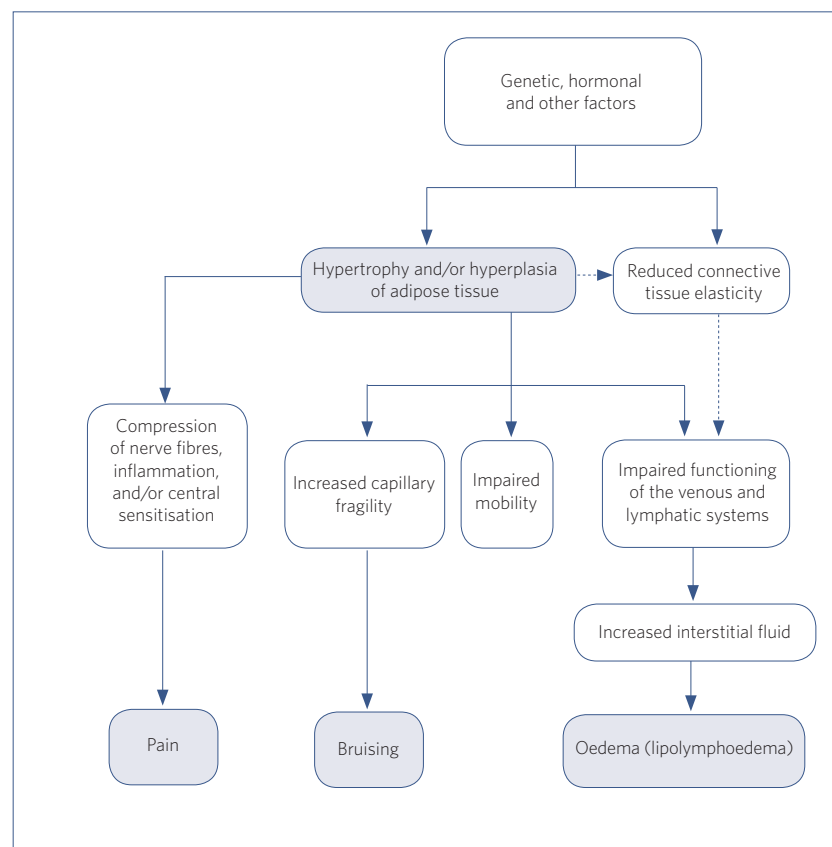 Genetic, hormonal
and other factors
Hypertrophy and/or hyperplasia
of adipose tissue
Reduced connective
tissue elasticity
Compression
of nerve fibres,
inflammation,
and/or central
sensitisation
Increased capillary
fragility
Impaired
mobility
Impaired functioning
of the venous and
lymphatic systems
Increased interstitial fluid
Pain
Bruising
Oedema (lipolymphoedema)